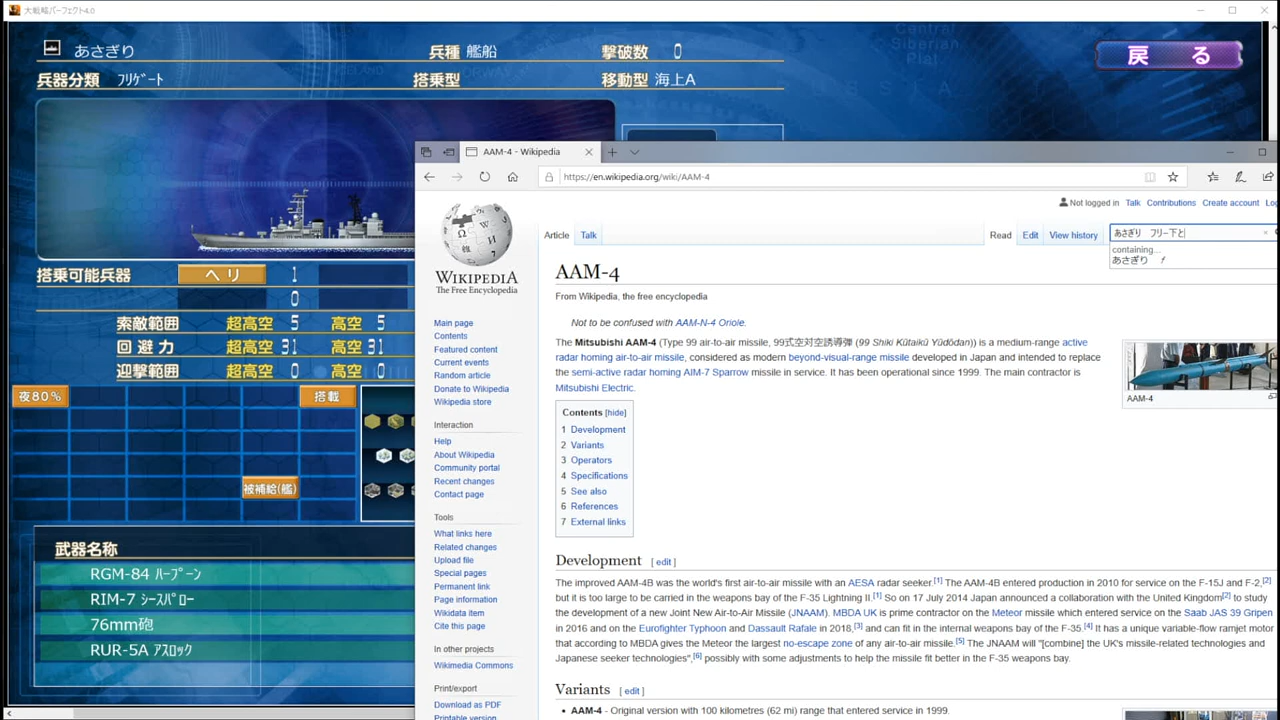 大戦略パーフェクト4.0
あさぎり
兵種 艦船
撃破数 0
戻る
兵器分類 フリゲート
搭乗型
移動型 海上A
Central
Siberian
Plat
搭乗可能兵器 ヘリ 1
0
索敵範囲 超高空 5 高空 5
回避力 超高空 31 高空 31
迎撃範囲 超高空 0 高空 0
夜80%
搭載
被補給(艦)
武器名称
RGM-84 ハープーン
RIM-7 シースパロー
76mm砲
RUR-5A アスロック
AAM-4 - Wikipedia
https://en.wikipedia.org/wiki/AAM-4
Not logged in Talk Contributions Create account Lo
Article Talk
Read Edit View history
あさぎり フリー下と
containing...
あさぎり f
WIKIPEDIA
The Free Encyclopedia
Main page
Contents
Featured content
Current events
Random article
Donate to Wikipedia
Wikipedia store
Interaction
Help
About Wikipedia
Community portal
Recent changes
Contact page
Tools
What links here
Related changes
Upload file
Special pages
Permanent link
Page information
Wikidata item
Cite this page
In other projects
Wikimedia Commons
Print/export
Download as PDF
Printable version
AAM-4
From Wikipedia, the free encyclopedia
Not to be confused with AAM-N-4 Oriole.
The Mitsubishi AAM-4 (Type 99 air-to-air missile, 99式空対空誘導弾 (99 Shiki Kūtaikū Yūdōdan)) is a medium-range active
radar homing air-to-air missile, considered as modern beyond-visual-range missile developed in Japan and intended to replace
the semi-active radar homing AIM-7 Sparrow missile in service. It has been operational since 1999. The main contractor is
Mitsubishi Electric.
AAM-4
Contents [hide]
1 Development
2 Variants
3 Operators
4 Specifications
5 See also
6 References
7 External links
Development [ edit ]
The improved AAM-4B was the world's first air-to-air missile with an AESA radar seeker.[1] The AAM-4B entered production in 2010 for service on the F-15J and F-2,[2]
but it is too large to be carried in the weapons bay of the F-35 Lightning II.[1] So on 17 July 2014 Japan announced a collaboration with the United Kingdom[2] to study
the development of a new Joint New Air-to-Air Missile (JNAAM). MBDA UK is prime contractor on the Meteor missile which entered service on the Saab JAS 39 Gripen
in 2016 and on the Eurofighter Typhoon and Dassault Rafale in 2018,[3] and can fit in the internal weapons bay of the F-35.[4] It has a unique variable-flow ramjet motor
that according to MBDA gives the Meteor the largest no-escape zone of any air-to-air missile.[5] The JNAAM will "[combine] the UK's missile-related technologies and
Japanese seeker technologies",[6] possibly with some adjustments to help the missile fit better in the F-35 weapons bay.
Variants [ edit ]
• AAM-4 - Original version with 100 kilometres (62 mi) range that entered service in 1999.